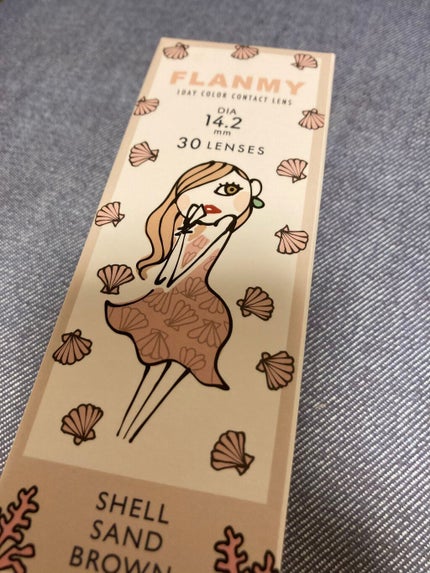 FLANMY
1DAY COLOR CONTACT LENS
DIA
14.2
mm
30 LENSES
SHELL
SAND
BROWN